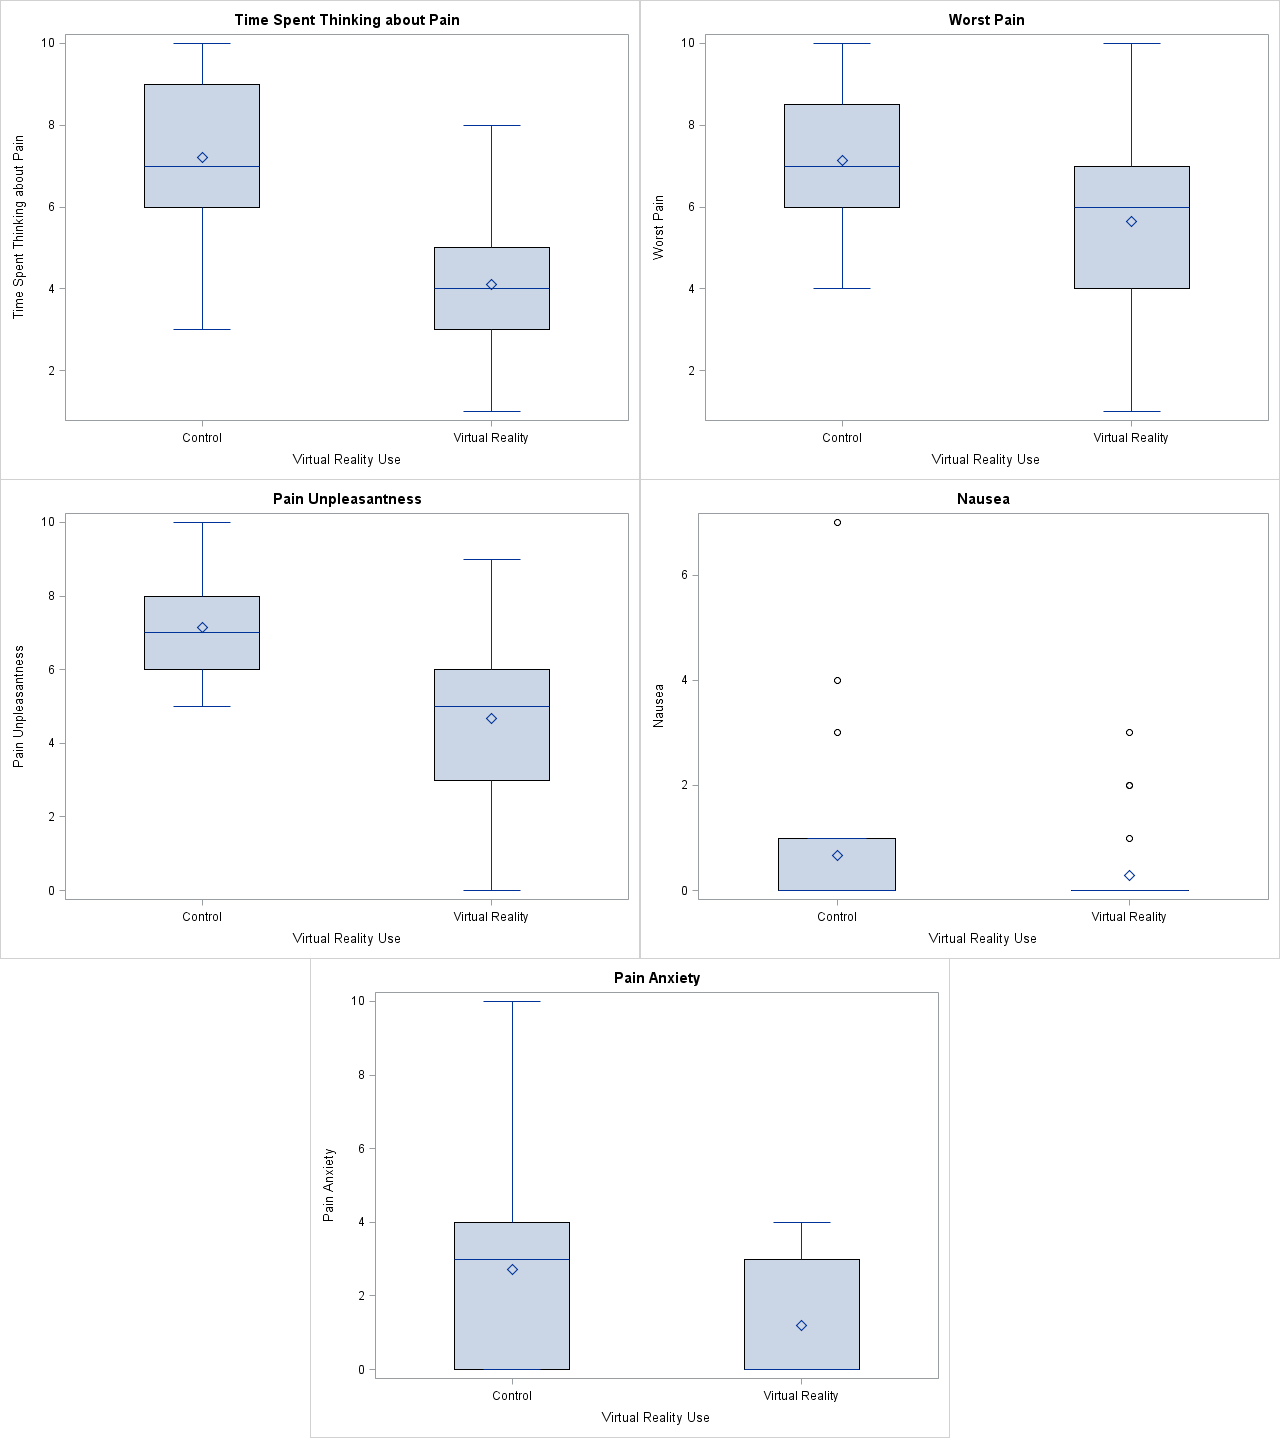 Time Spent Thinking about Pain
10
8
6
4
2
Time Spent Thinking about Pain
Control
Virtual Reality
Virtual Reality Use
Worst Pain
10
8
6
4
2
Worst Pain
Control
Virtual Reality
Virtual Reality Use
Pain Unpleasantness
10
8
6
4
2
0
Pain Unpleasantness
Control
Virtual Reality
Virtual Reality Use
Nausea
6
4
2
0
Nausea
Control
Virtual Reality
Virtual Reality Use
Pain Anxiety
10
8
6
4
2
0
Pain Anxiety
Control
Virtual Reality
Virtual Reality Use